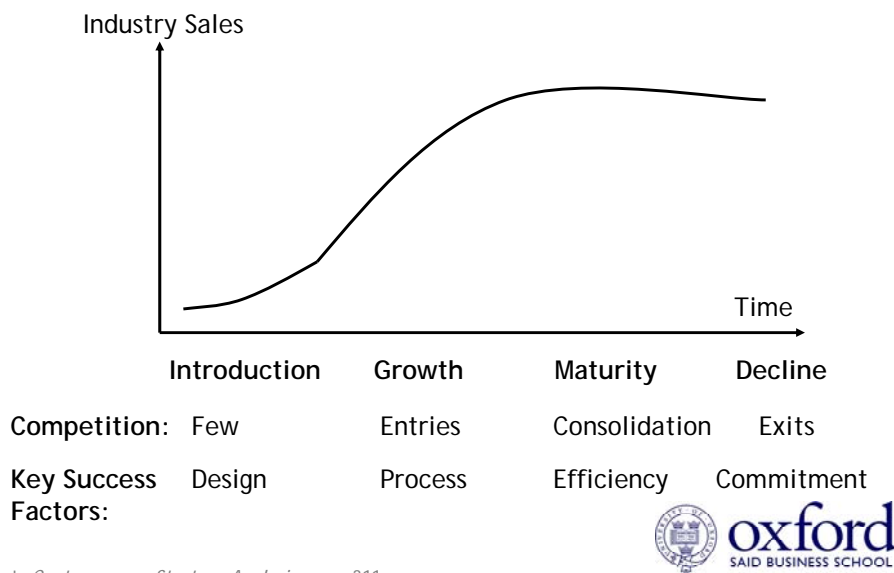 Industry Sales
Time
Introduction Growth Maturity Decline
Competition: Few Entries Consolidation Exits
Key Success Design Process Efficiency Commitment
Factors:
oxford
SAID BUSINESS SCHOOL